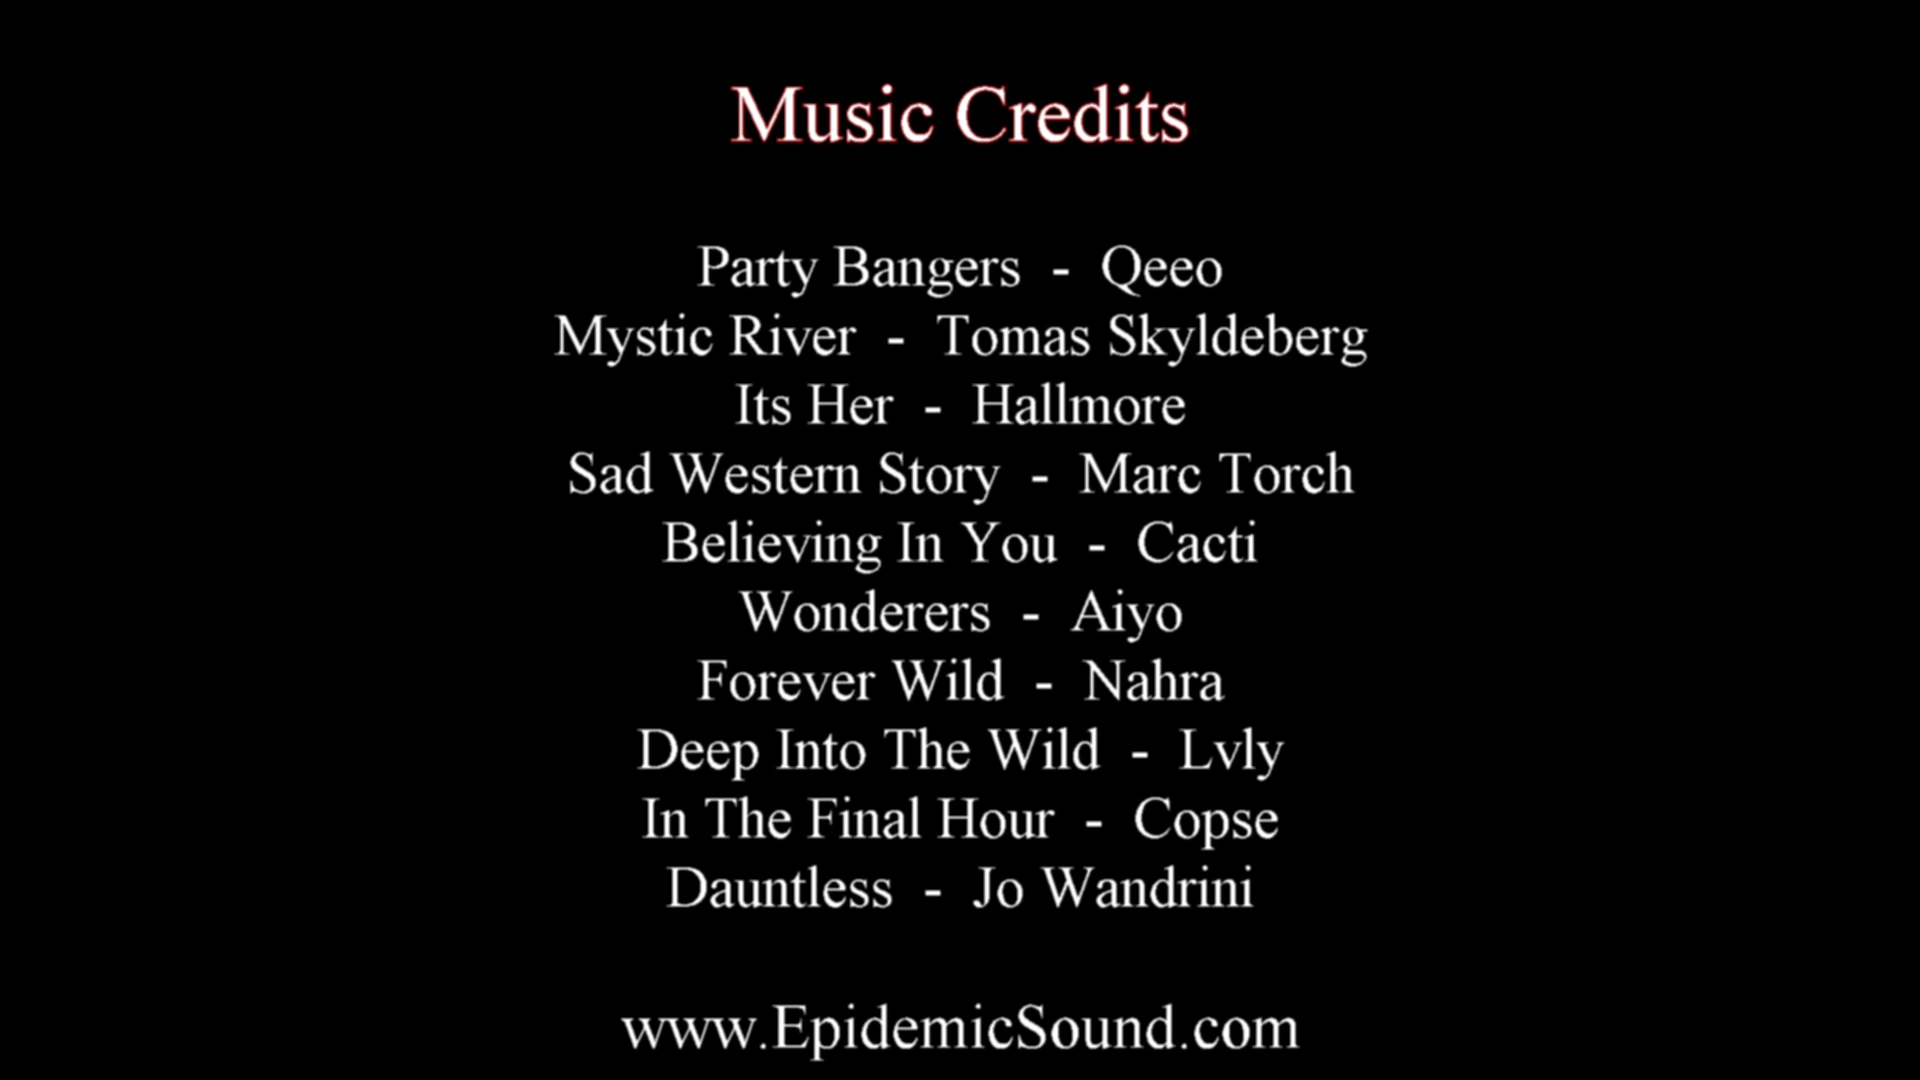 Music Credits
Party Bangers - Qeeo
Mystic River - Tomas Skyldeberg
Its Her - Hallmore
Sad Western Story - Marc Torch
Believing In You - Cacti
Wonderers - Aiyo
Forever Wild - Nahra
Deep Into The Wild - Lvly
In The Final Hour - Copse
Dauntless - Jo Wandrini
www.EpidemicSound.com